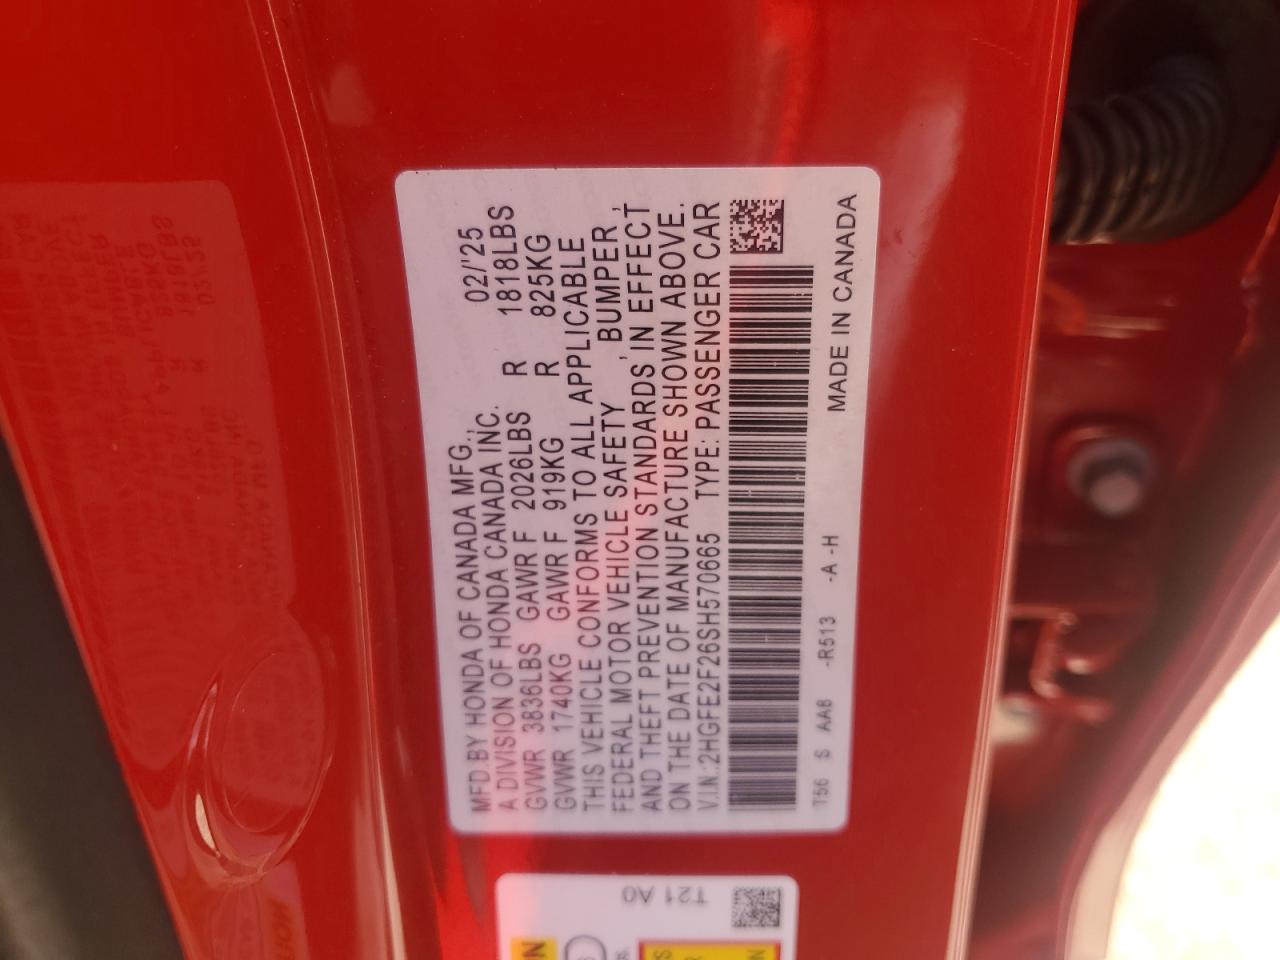 MFD.BY HONDA OF CANADA MFG., 02/'25
A DIVISION OF HONDA CANADA INC.
GVWR 3836LBS GAWR F 2026LBS R 1818LBS
GVWR 1740KG GAWR F 919KG R 825KG
THIS VEHICLE CONFORMS TO ALL APPLICABLE
FEDERAL MOTOR VEHICLE SAFETY , BUMPER ,
AND THEFT PREVENTION STANDARDS IN EFFECT
ON THE DATE OF MANUFACTURE SHOWN ABOVE.
V.I.N.:2HGFE2F26SH570665 TYPE: PASSENGER CAR
T56 S AA8 -R513 -A -H MADE IN CANADA
T21 A0